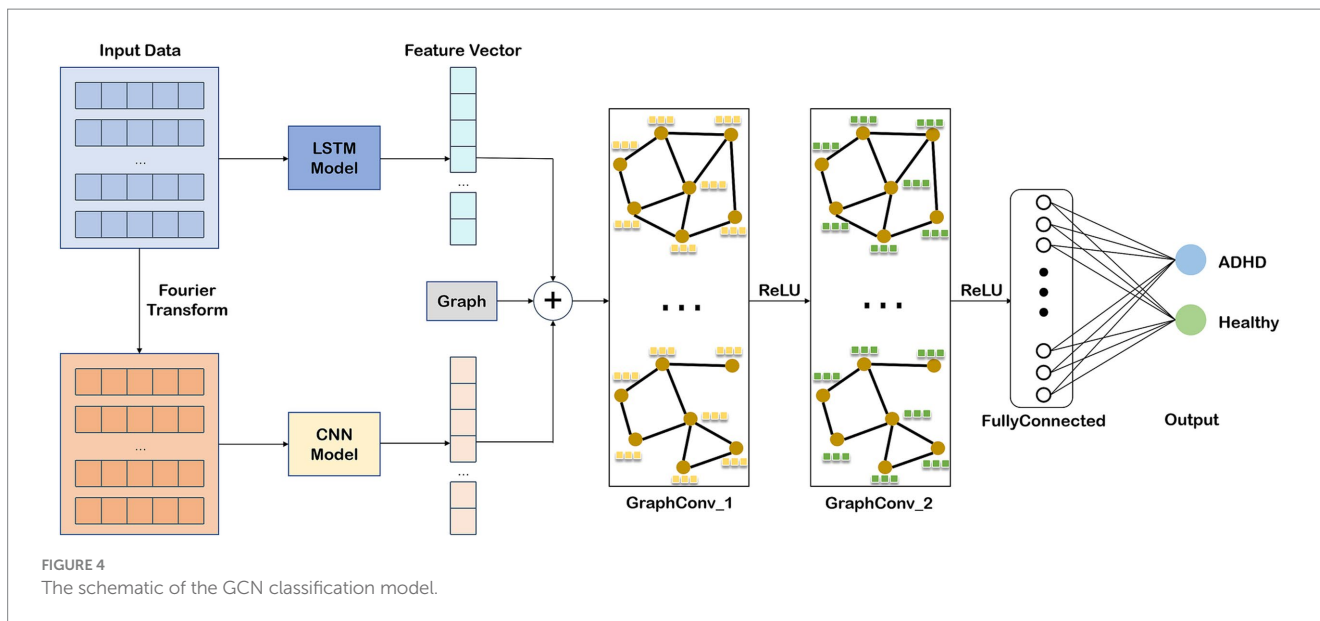 Input Data
Feature Vector
...
LSTM
Model
...
Fourier
Transform
Graph
+
...
CNN
Model
...
...
ReLU
...
ReLU
GraphConv_1
GraphConv_2
FullyConnected
ADHD
Healthy
Output
FIGURE 4
The schematic of the GCN classification model.